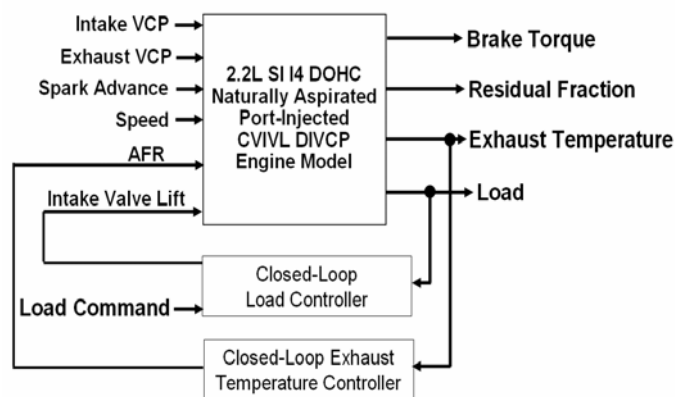 Intake VCP
Exhaust VCP
Spark Advance
Speed
AFR
Intake Valve Lift
2.2L SI I4 DOHC
Naturally Aspirated
Port-Injected
CVIVL DIVCP
Engine Model
Brake Torque
Residual Fraction
Exhaust Temperature
Load
Closed-Loop
Load Controller
Load Command
Closed-Loop Exhaust
Temperature Controller